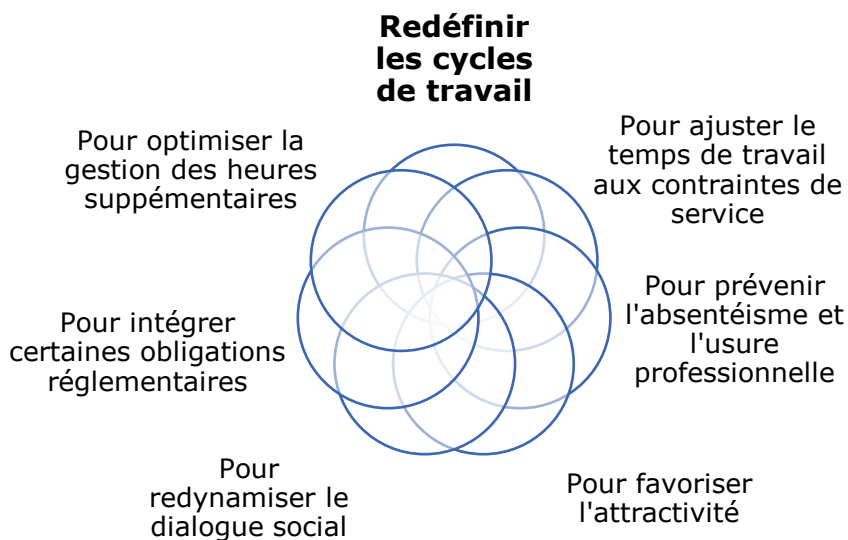 Redéfinir
les cycles
de travail
Pour ajuster le
temps de travail
aux contraintes de
service
Pour prévenir
l'absentéisme et
l'usure
professionnelle
Pour favoriser
l'attractivité
Pour
redynamiser le
dialogue social
Pour intégrer
certaines obligations
réglementaires
Pour optimiser la
gestion des heures
suppémentaires